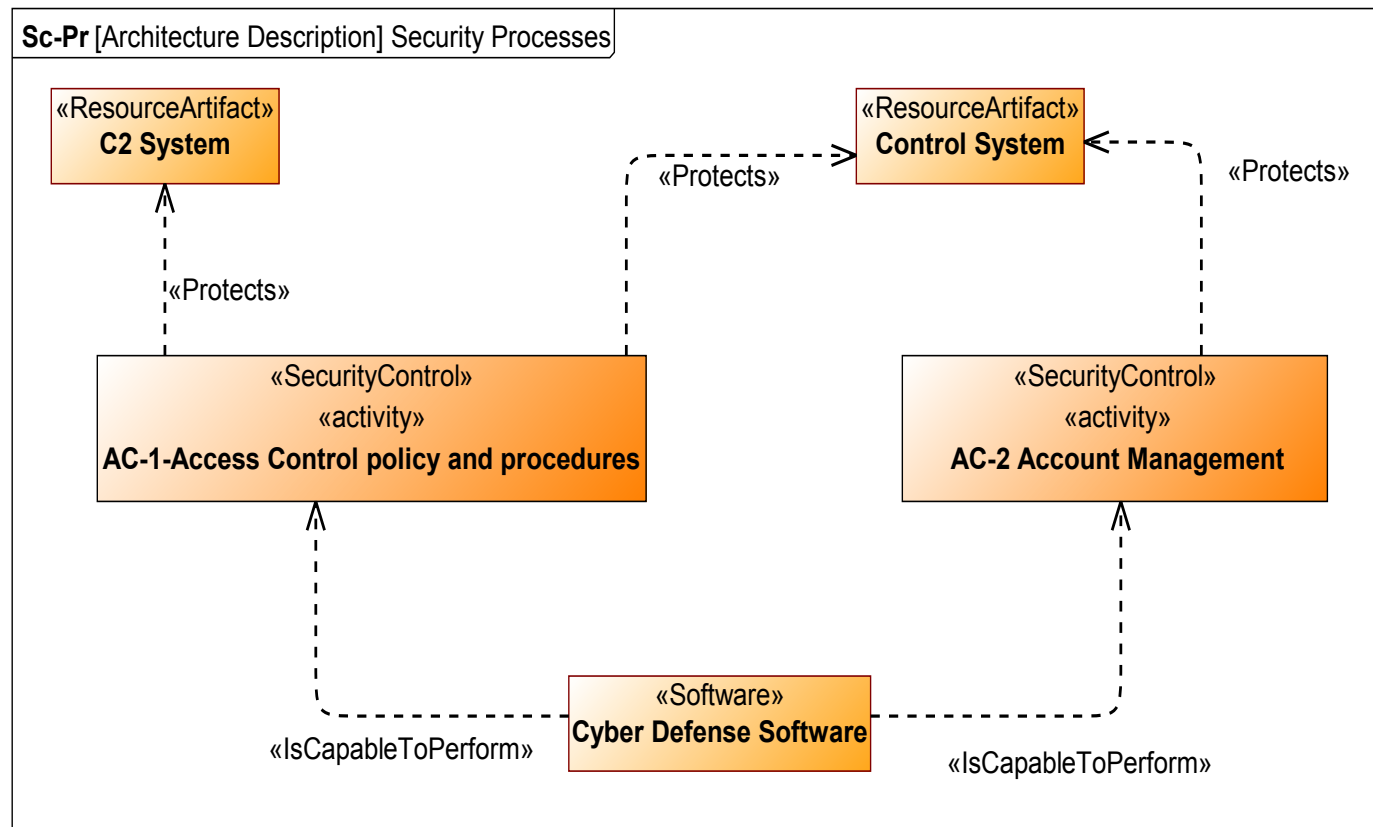 Sc-Pr [Architecture Description] Security Processes
«ResourceArtifact»
C2 System
«ResourceArtifact»
Control System
«Protects»
«Protects»
«Protects»
«SecurityControl»
«activity»
AC-1-Access Control policy and procedures
«SecurityControl»
«activity»
AC-2 Account Management
«Software»
Cyber Defense Software
«IsCapableToPerform»
«IsCapableToPerform»